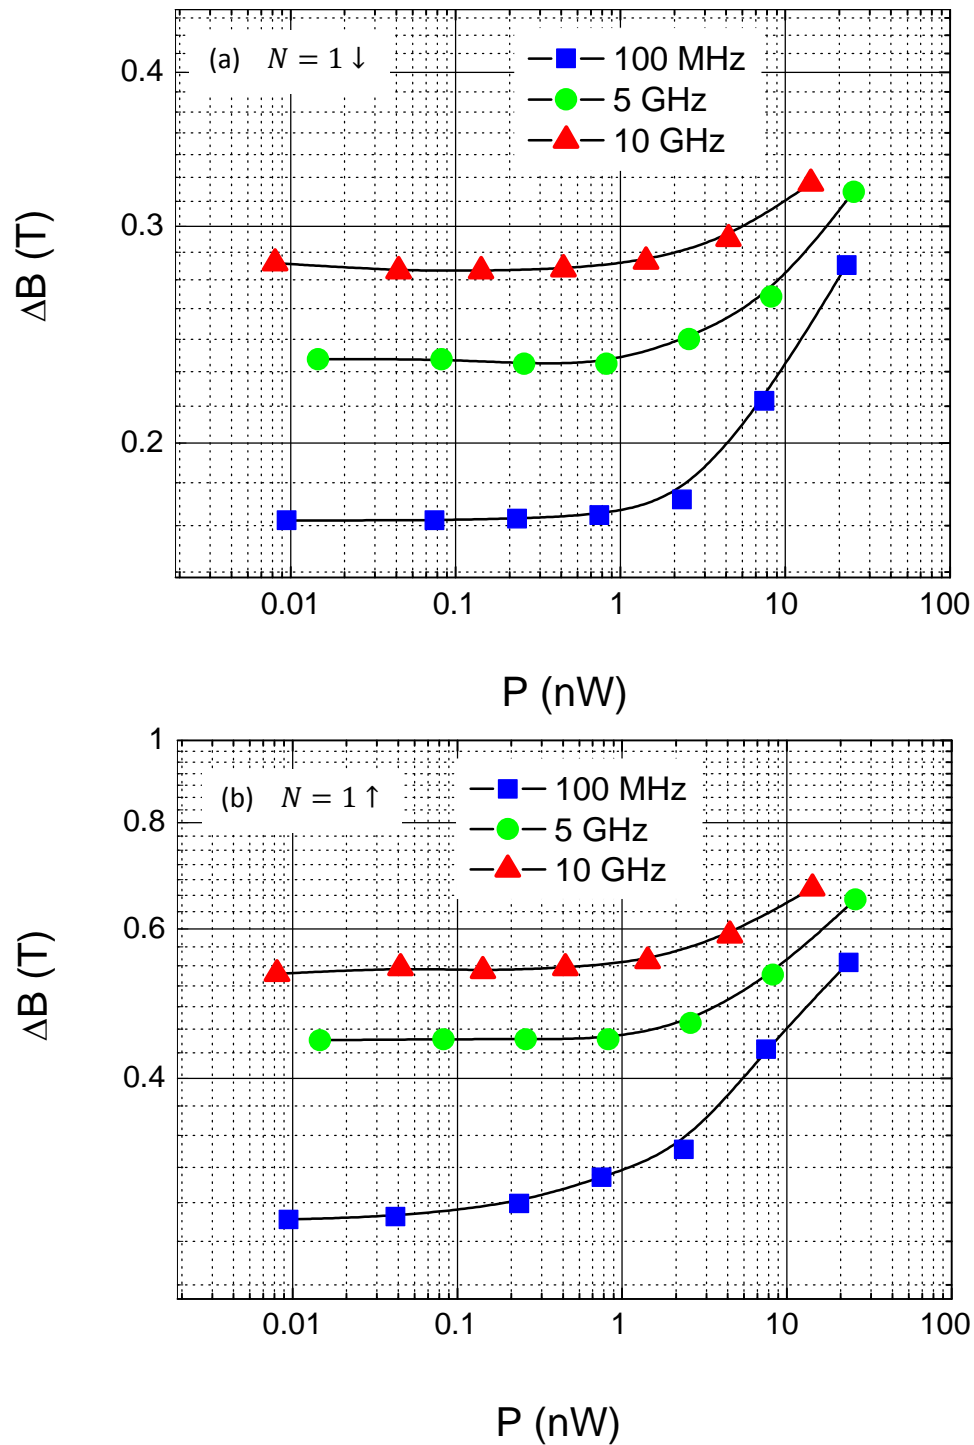 (a) N = 1 ↓
100 MHz
5 GHz
10 GHz
0.4
0.3
0.2
ΔB (T)
0.01 0.1 1 10 100
P (nW)
(b) N = 1 ↑
100 MHz
5 GHz
10 GHz
1
0.8
0.6
0.4
ΔB (T)
0.01 0.1 1 10 100
P (nW)